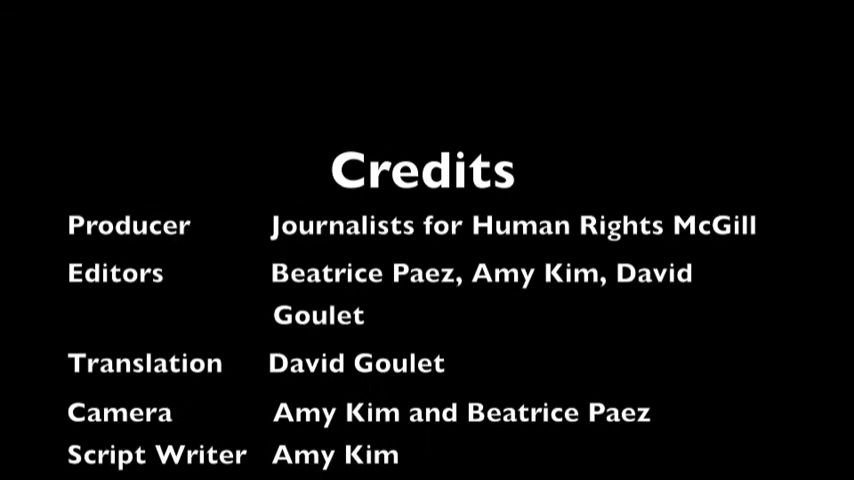 Credits
Producer Journalists for Human Rights McGill
Editors Beatrice Paez, Amy Kim, David
Goulet
Translation David Goulet
Camera Amy Kim and Beatrice Paez
Script Writer Amy Kim